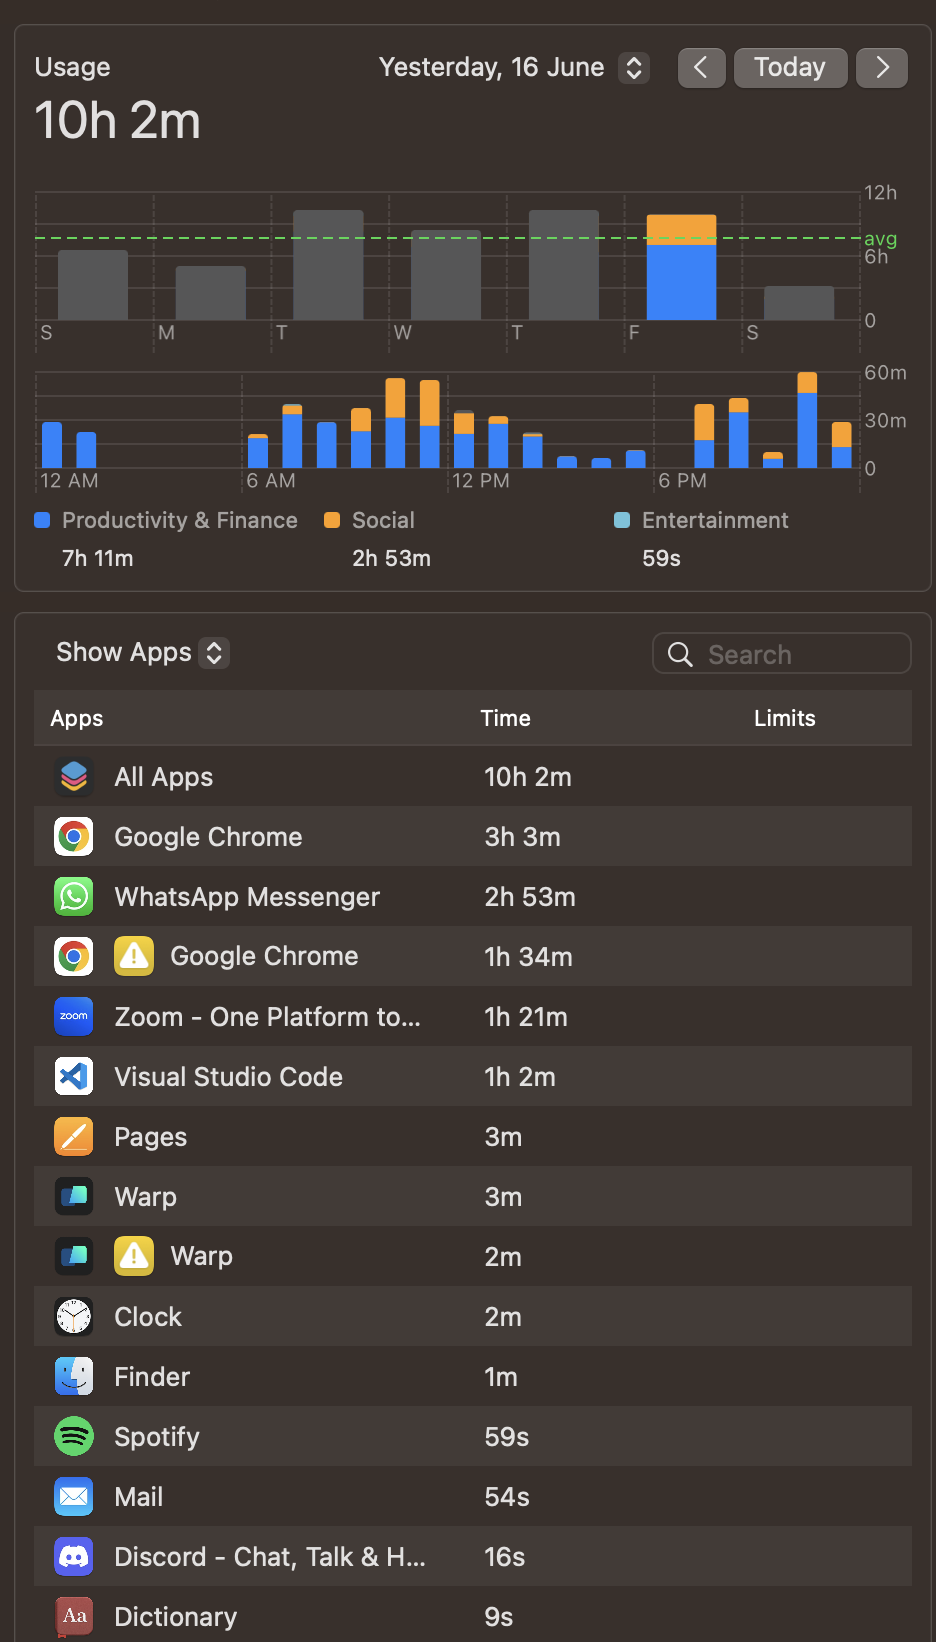 Usage
Yesterday, 16 June
Today
10h 2m
12h
avg
6h
0
S M T W T F S
60m
30m
0
12 AM 6 AM 12 PM 6 PM
Productivity & Finance Social Entertainment
7h 11m 2h 53m 59s
Show Apps
Search
Apps Time Limits
All Apps 10h 2m
Google Chrome 3h 3m
WhatsApp Messenger 2h 53m
Google Chrome 1h 34m
zoom Zoom - One Platform to... 1h 21m
Visual Studio Code 1h 2m
Pages 3m
Warp 3m
Warp 2m
Clock 2m
Finder 1m
Spotify 59s
Mail 54s
Discord - Chat, Talk & H... 16s
Aa Dictionary 9s